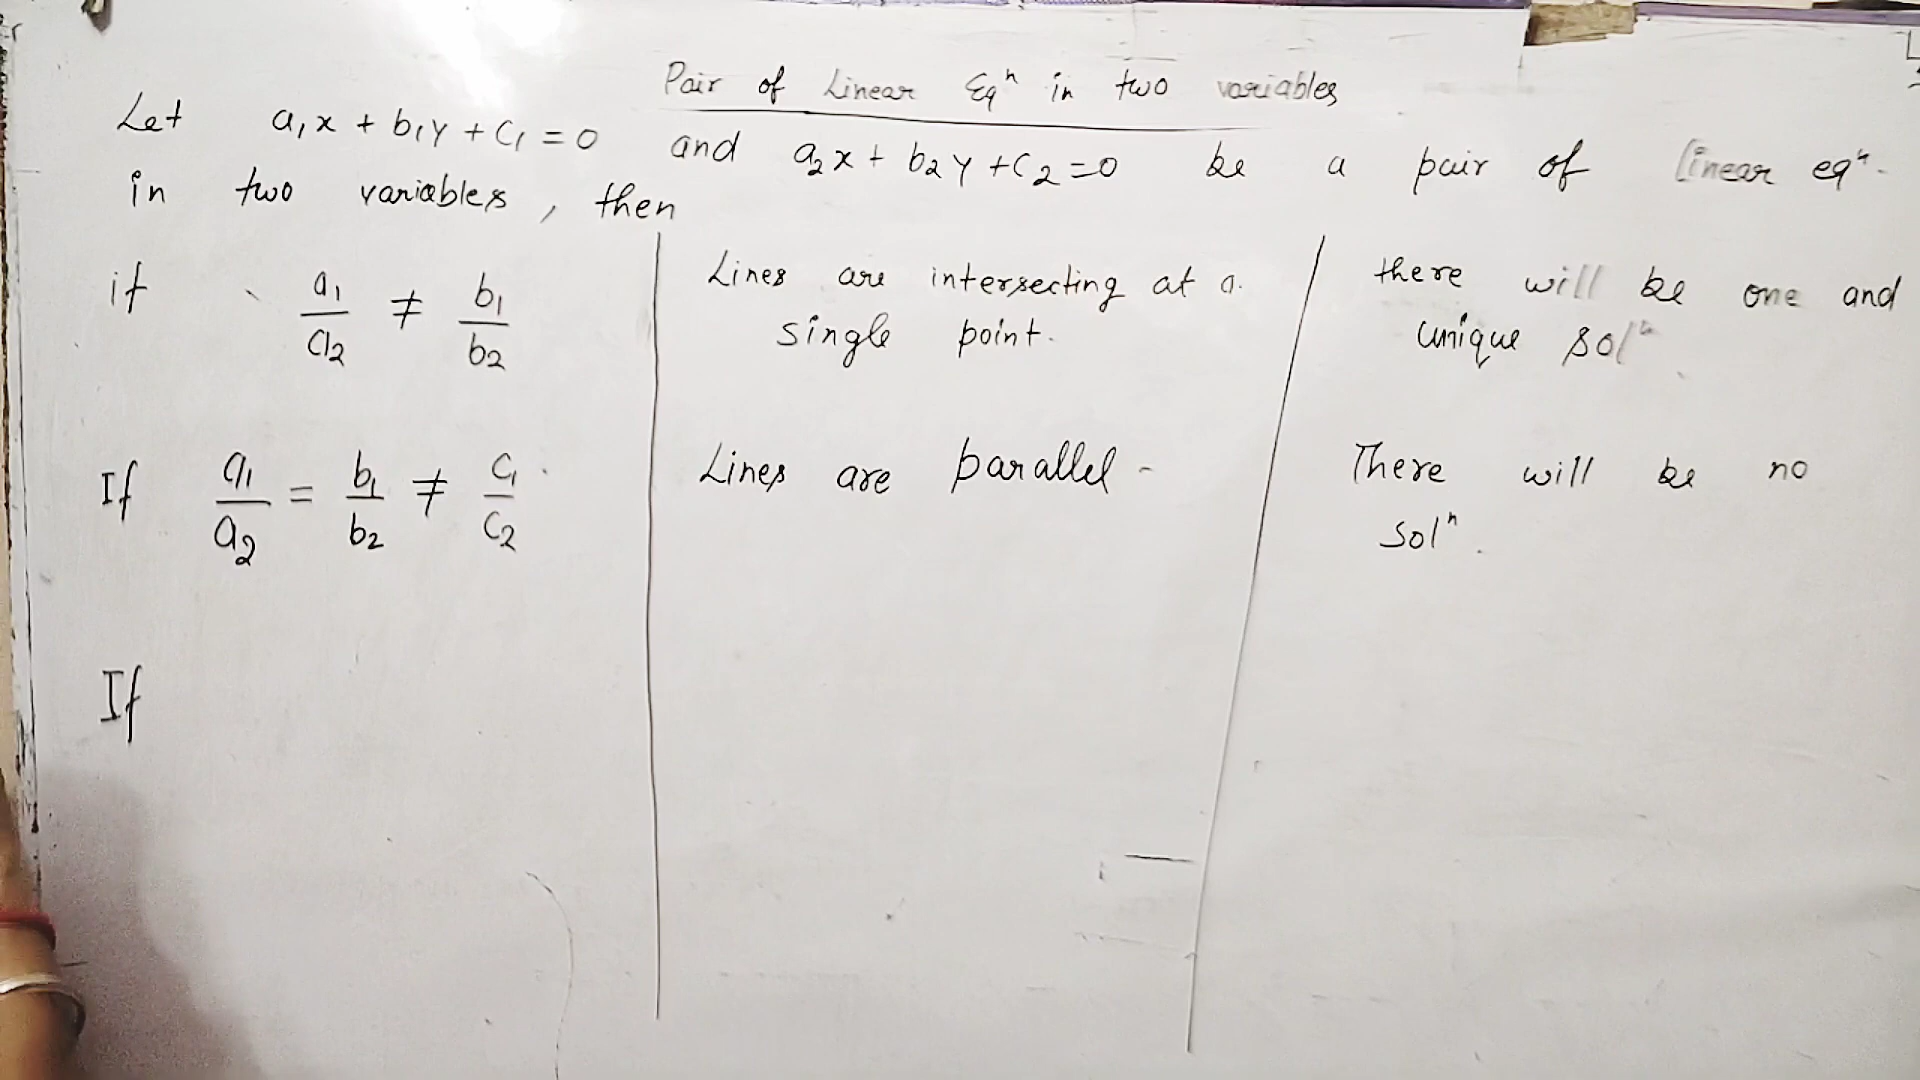 Pair of Linear Eqⁿ in two variables
Let a₁x + b₁y + c₁ = 0 and a₂x + b₂y + c₂ = 0 be a pair of linear eqⁿ.
in two variables, then
if a₁/a₂ ≠ b₁/b₂ Lines are intersecting at a there will be one and
single point. unique solⁿ
If a₁/a₂ = b₁/b₂ ≠ c₁/c₂ Lines are parallel - There will be no
solⁿ.
If